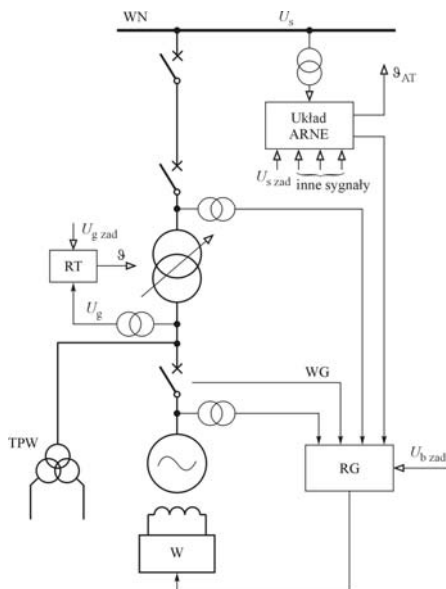 WN
U_s
ϑ_AT
Układ
ARNE
U_s zad
inne sygnały
U_g zad
RT
ϑ
U_g
WG
TPW
RG
U_b zad
W